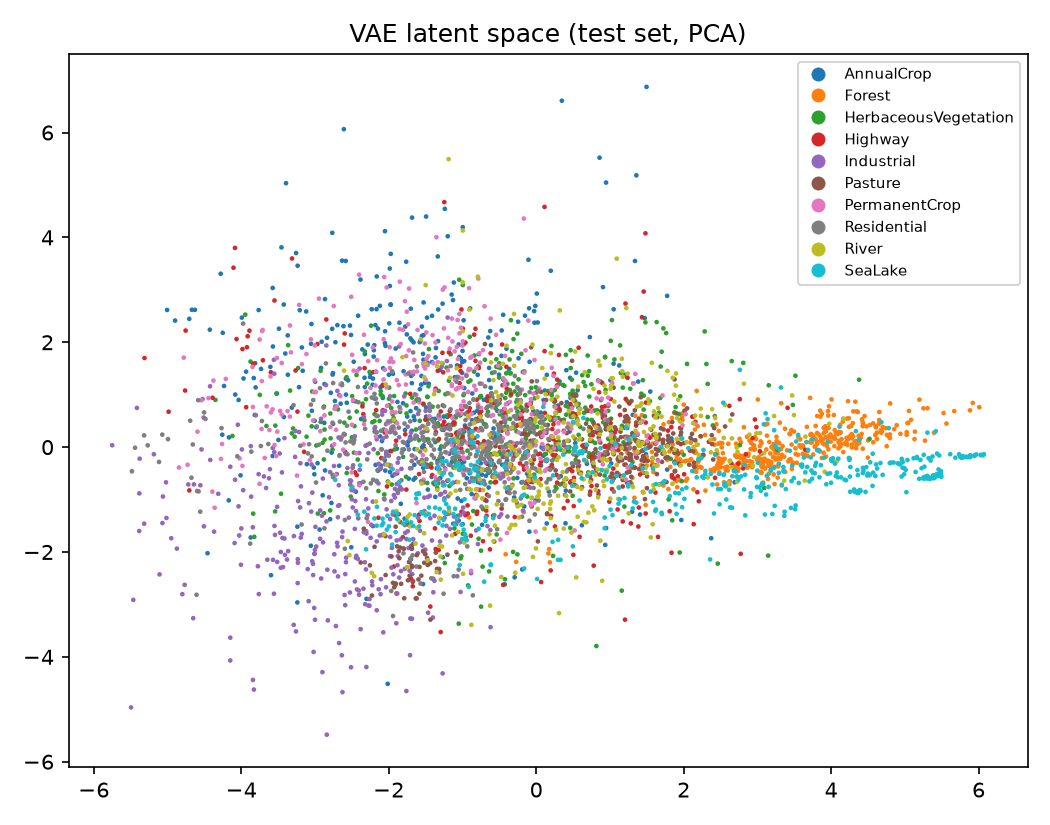 VAE latent space (test set, PCA)
AnnualCrop
Forest
HerbaceousVegetation
Highway
Industrial
Pasture
PermanentCrop
Residential
River
SeaLake
6
4
2
0
−2
−4
−6
−6 −4 −2 0 2 4 6